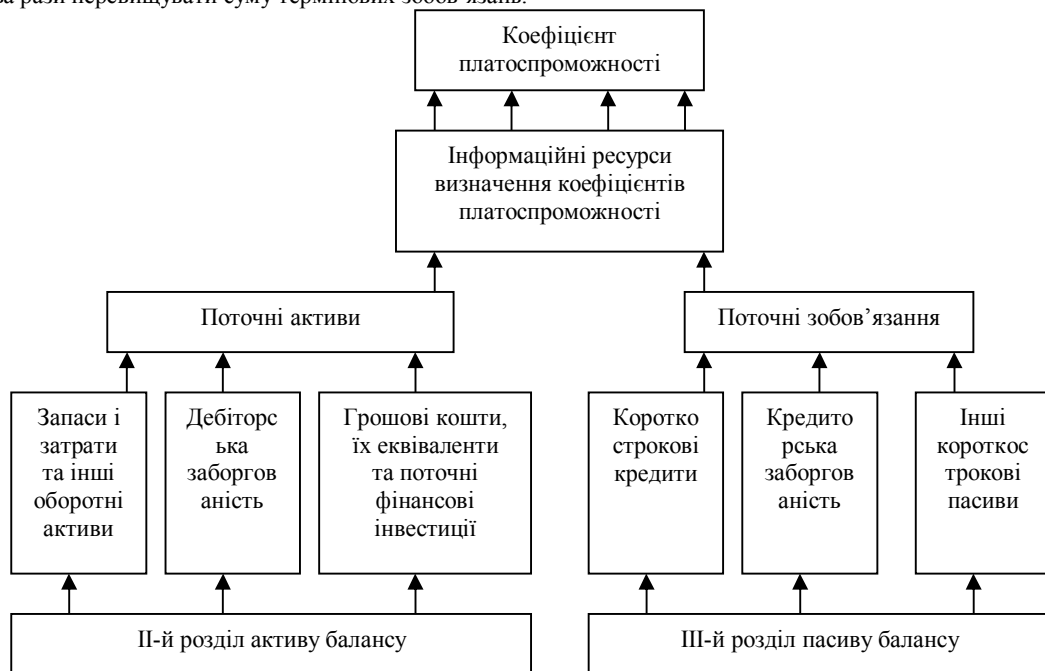 рази перевищувати суму термінових зобов’язань.
Коефіцієнт
платоспроможності
Інформаційні ресурси
визначення коефіцієнтів
платоспроможності
Поточні активи
Поточні зобов’язання
Запаси і
затрати
та інші
оборотні
активи
Дебіторс
ька
заборгов
аність
Грошові кошти,
їх еквіваленти
та поточні
фінансові
інвестиції
Коротко
строкові
кредити
Кредито
рська
заборгов
аність
Інші
короткос
трокові
пасиви
ІІ-й розділ активу балансу
ІІІ-й розділ пасиву балансу